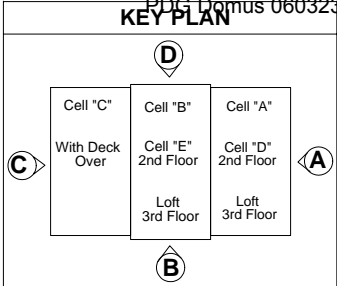 PDG Domus 060323
KEY PLAN
D
Cell "C"
With Deck
Over
Cell "B"
Cell "E"
2nd Floor
Loft
3rd Floor
Cell "A"
Cell "D"
2nd Floor
Loft
3rd Floor
C
A
B